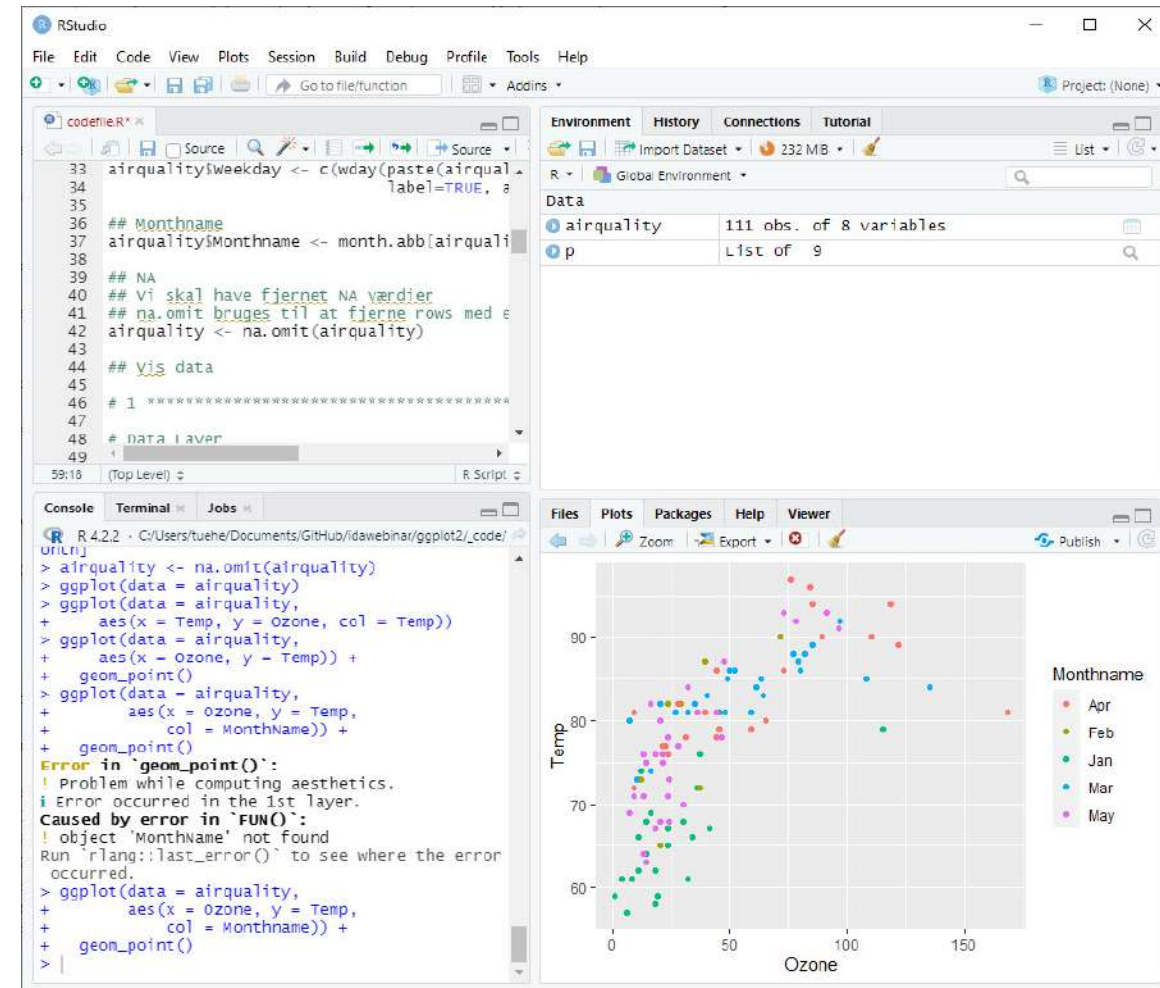 RStudio
File Edit Code View Plots Session Build Debug Profile Tools Help
Go to file/function Addins Project: (None)
codefile.R*
Source Source
33 airquality$Weekday <- c(wday(paste(airqual
34 label=TRUE, a
35
36 ## Monthname
37 airquality$Monthname <- month.abb[airquali
38
39 ## NA
40 ## Vi skal have fjernet NA værdier
41 ## na.omit bruges til at fjerne rows med e
42 airquality <- na.omit(airquality)
43
44 ## Vis data
45
46 # 1 ****************************************
47
48 # Data Layer
49
59:18 (Top Level) R Script
Console Terminal Jobs
R 4.2.2 · C:/Users/tuehe/Documents/GitHub/idawebinar/ggplot2/_code/
> airquality <- na.omit(airquality)
> ggplot(data = airquality)
> ggplot(data = airquality,
+ aes(x = Temp, y = Ozone, col = Temp))
> ggplot(data = airquality,
+ aes(x = Ozone, y = Temp)) +
+ geom_point()
> ggplot(data = airquality,
+ aes(x = Ozone, y = Temp,
+ col = MonthName)) +
+ geom_point()
Error in `geom_point()`:
! Problem while computing aesthetics.
i Error occurred in the 1st layer.
Caused by error in `FUN()`:
! object 'MonthName' not found
Run `rlang::last_error()` to see where the error
occurred.
> ggplot(data = airquality,
+ aes(x = Ozone, y = Temp,
+ col = Monthname)) +
+ geom_point()
>
Environment History Connections Tutorial
Import Dataset 232 MiB List
R Global Environment
Data
airquality 111 obs. of 8 variables
p List of 9
Files Plots Packages Help Viewer
Zoom Export Publish
90
80
70
60
Temp
0 50 100 150
Ozone
Monthname
Apr
Feb
Jan
Mar
May